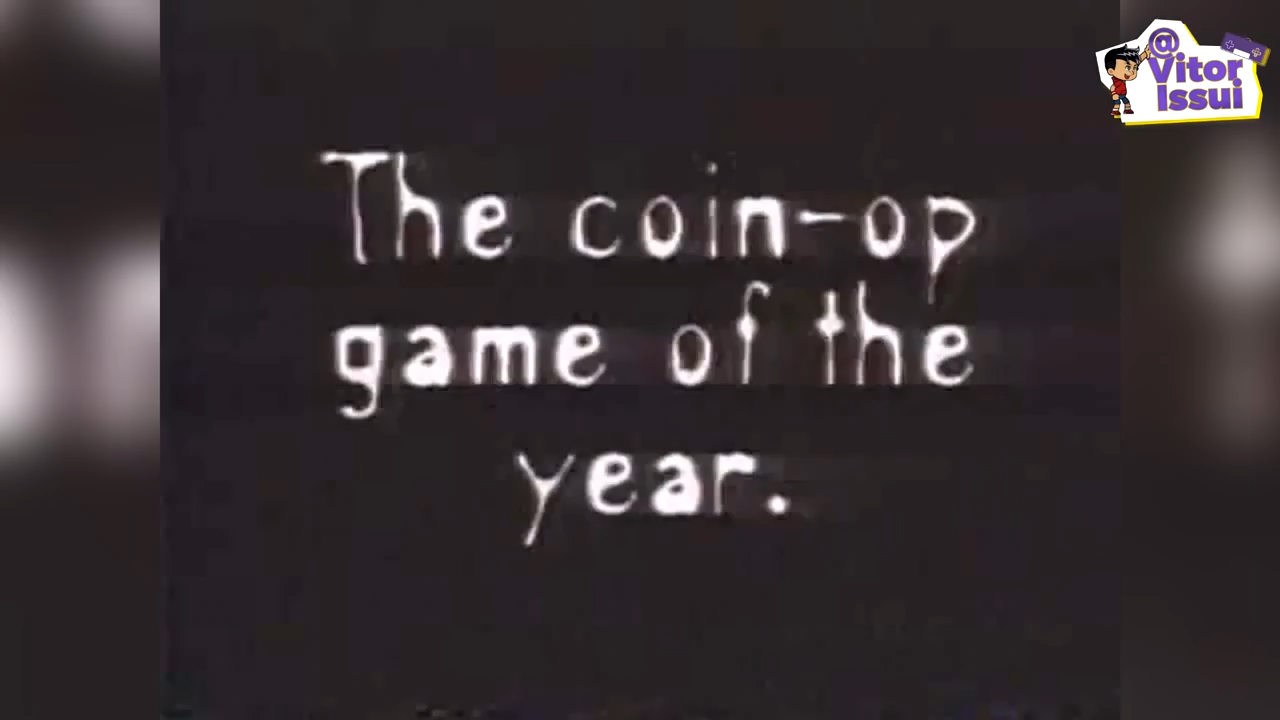 The coin-op
game of the
year.
@
Vitor
Issui